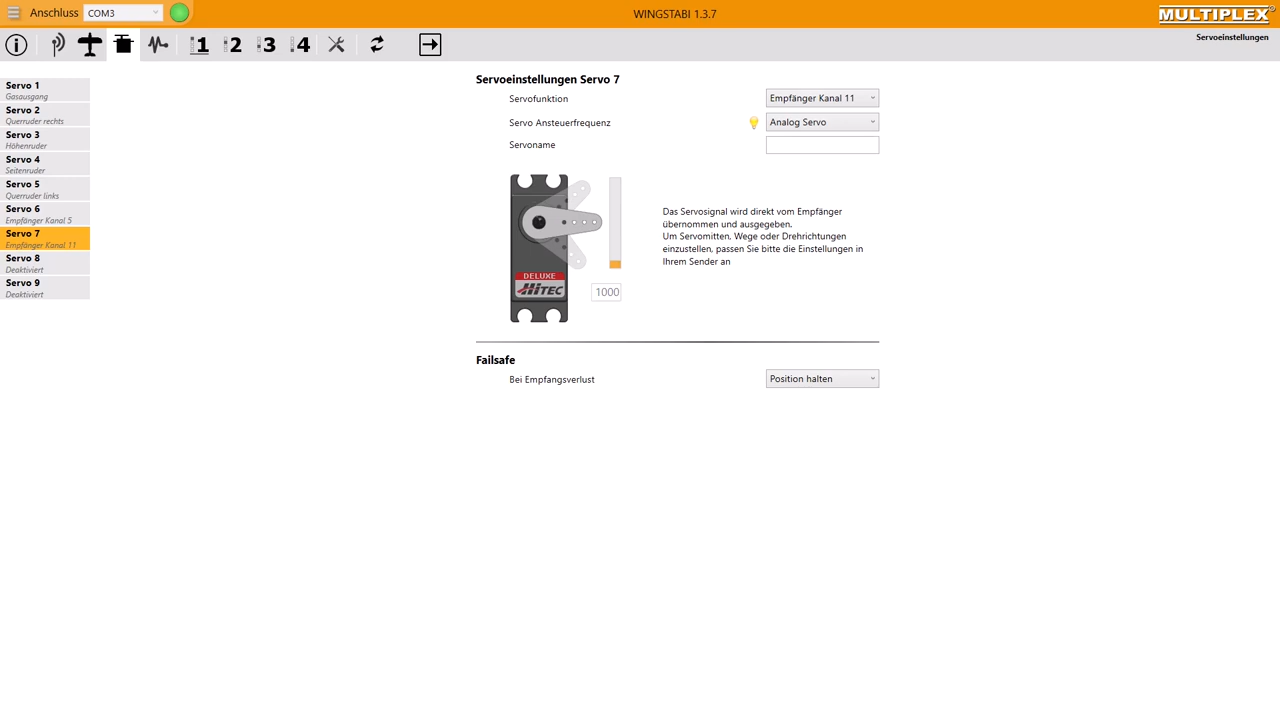 Anschluss COM3
WINGSTABI 1.3.7
MULTIPLEX®
1 2 3 4
Servoeinstellungen
Servo 1
Gasausgang
Servo 2
Querruder rechts
Servo 3
Höhenruder
Servo 4
Seitenruder
Servo 5
Querruder links
Servo 6
Empfänger Kanal 5
Servo 7
Empfänger Kanal 11
Servo 8
Deaktiviert
Servo 9
Deaktiviert
Servoeinstellungen Servo 7
Servofunktion Empfänger Kanal 11
Servo Ansteuerfrequenz Analog Servo
Servoname
DELUXE
HiTEC
1000
Das Servosignal wird direkt vom Empfänger
übernommen und ausgegeben.
Um Servomitten, Wege oder Drehrichtungen
einzustellen, passen Sie bitte die Einstellungen in
Ihrem Sender an
Failsafe
Bei Empfangsverlust Position halten